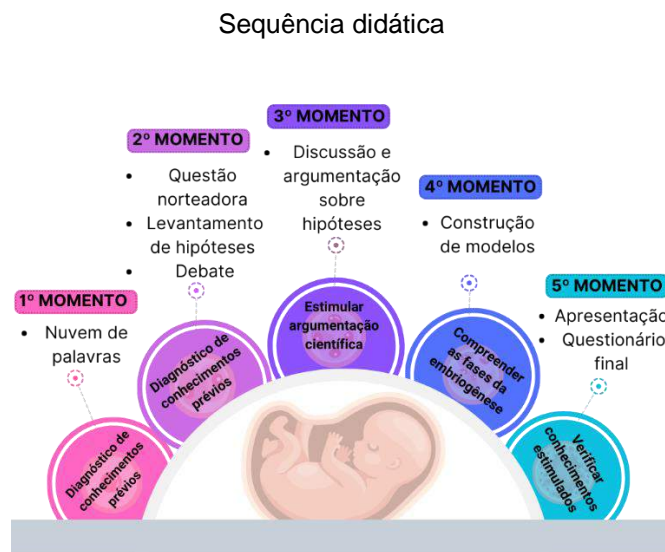 Sequência didática
1º MOMENTO
• Nuvem de
palavras
Diagnóstico de
conhecimentos
prévios
2º MOMENTO
• Questão
norteadora
• Levantamento
de hipóteses
• Debate
Diagnóstico de
conhecimentos
prévios
3º MOMENTO
• Discussão e
argumentação
sobre
hipóteses
Estimular
argumentação
científica
4º MOMENTO
• Construção
de modelos
Compreender
as fases da
embriogênse
5º MOMENTO
• Apresentação
• Questionário
final
Verificar
conhecimentos
estimulados